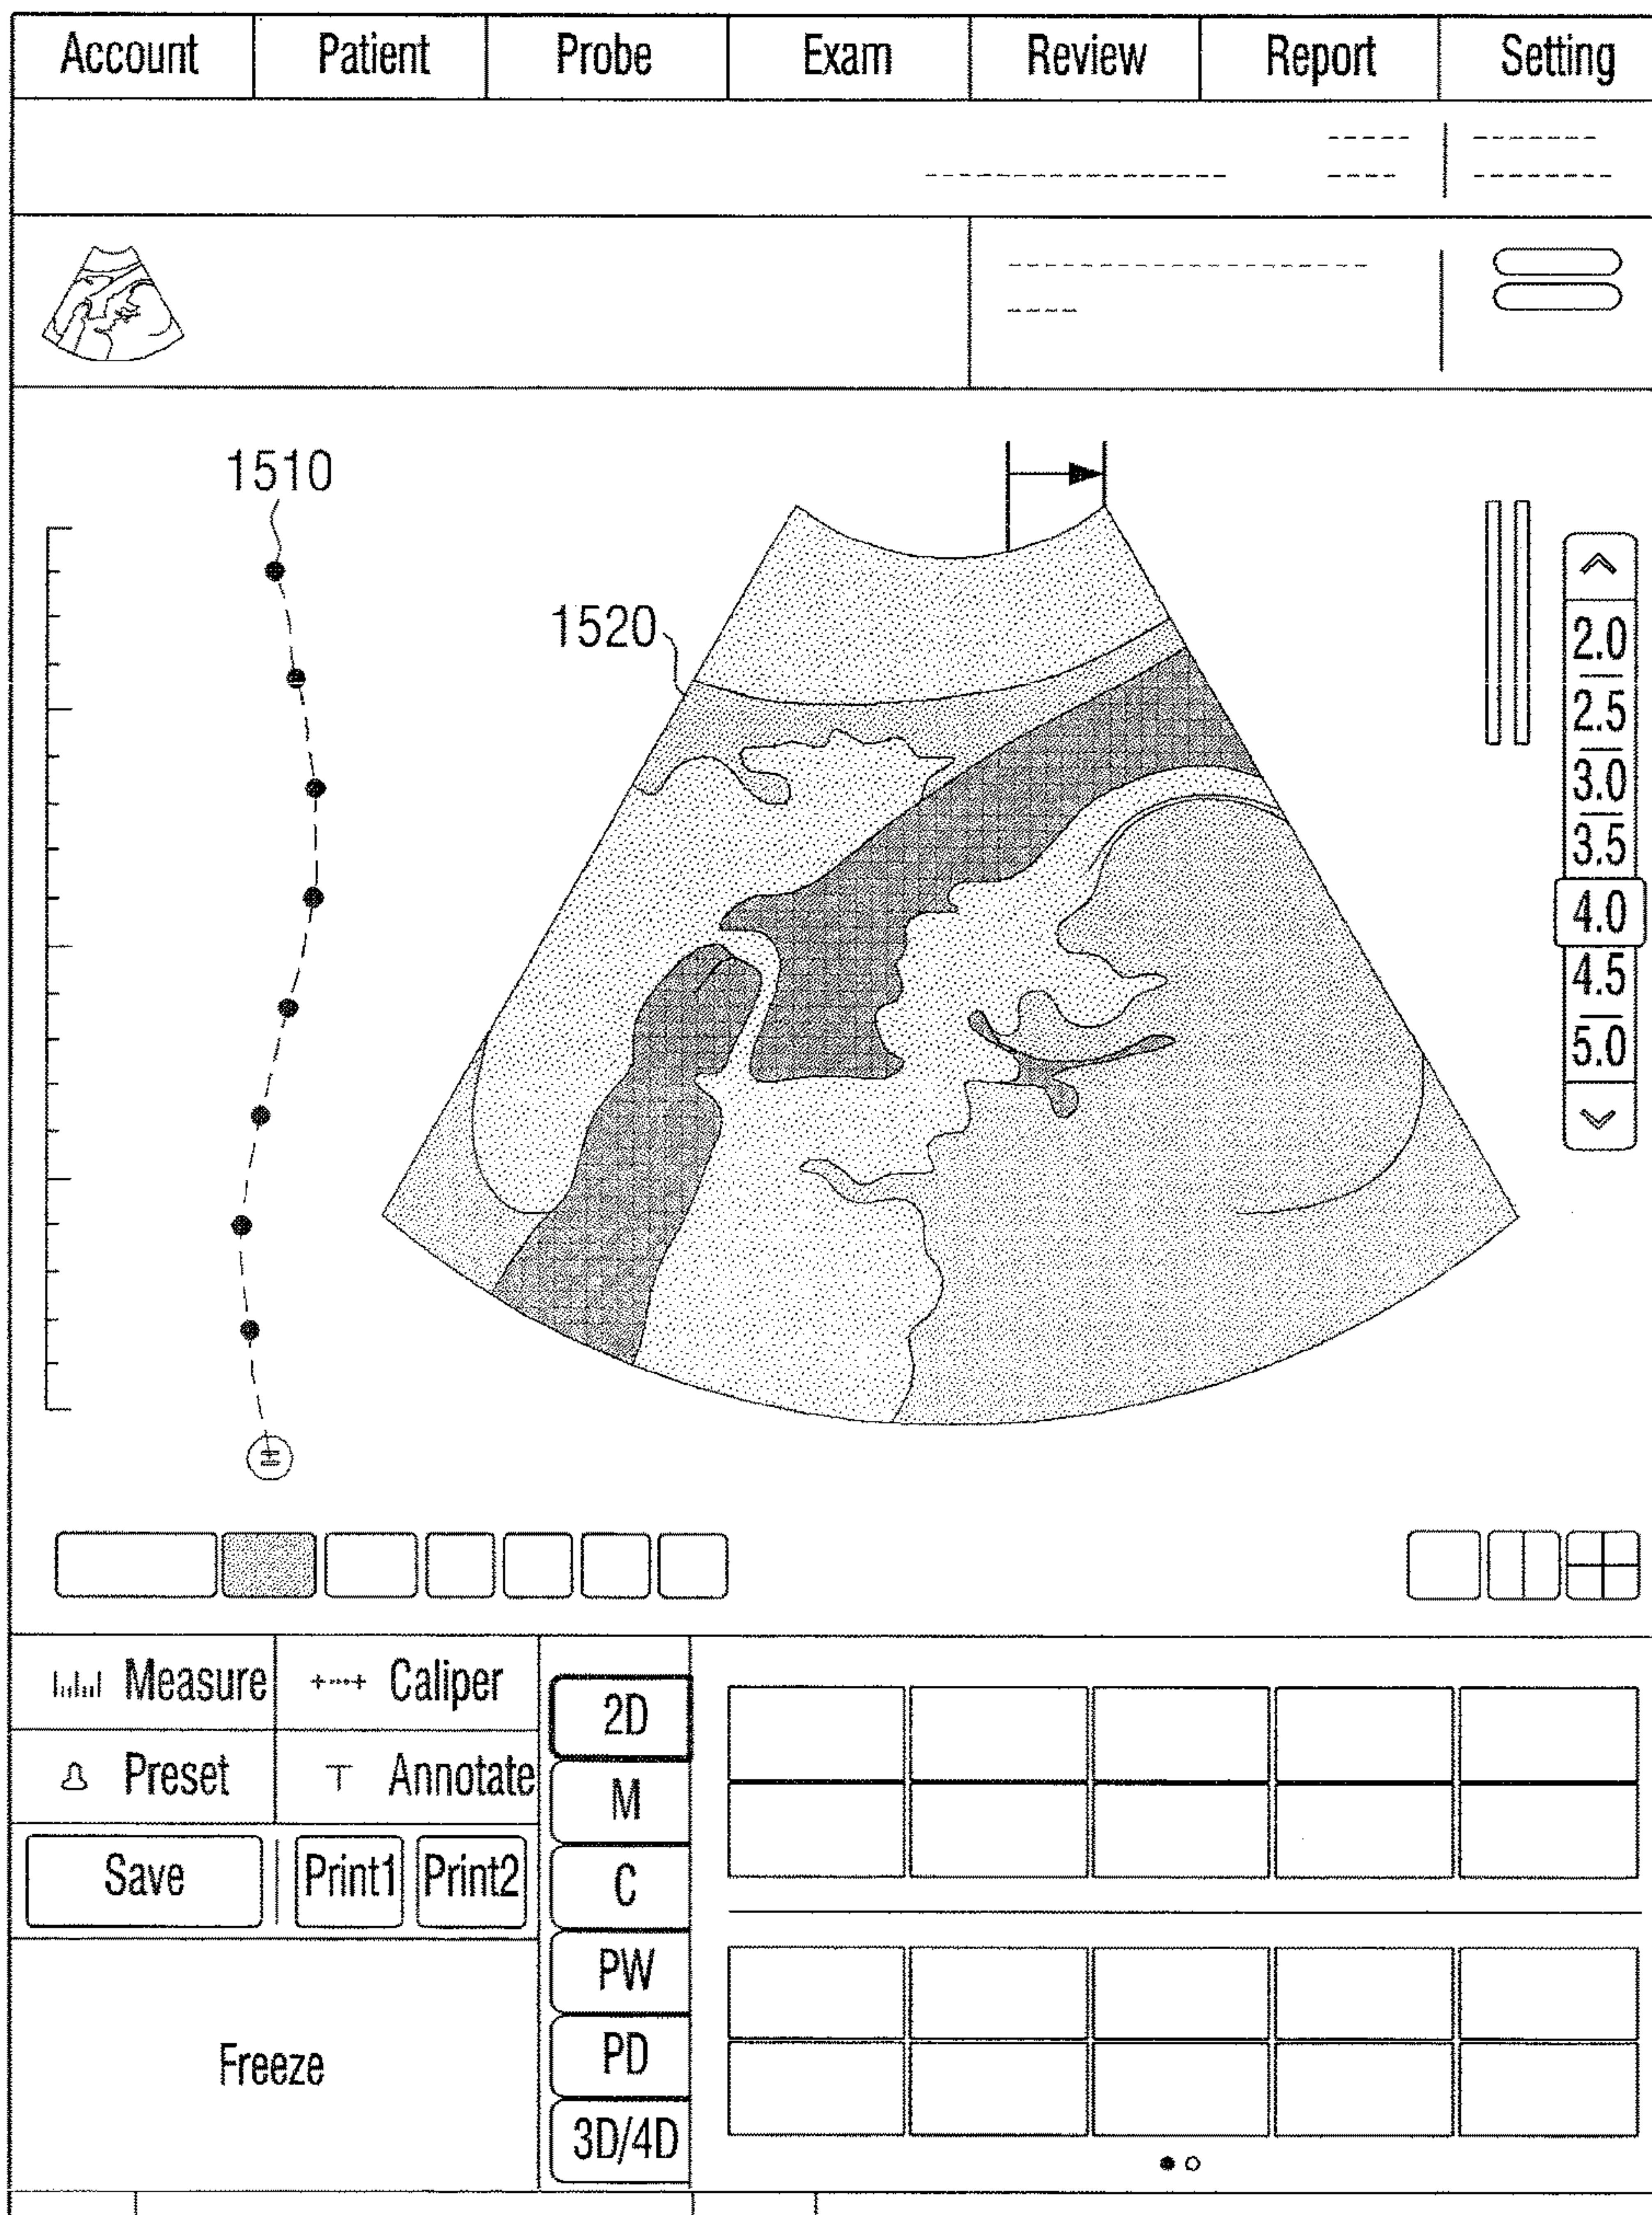 Account Patient Probe Exam Review Report Setting
1510
1520
2.0
2.5
3.0
3.5
4.0
4.5
5.0
Measure Caliper
Preset T Annotate
Save Print1 Print2
Freeze
2D
M
C
PW
PD
3D/4D